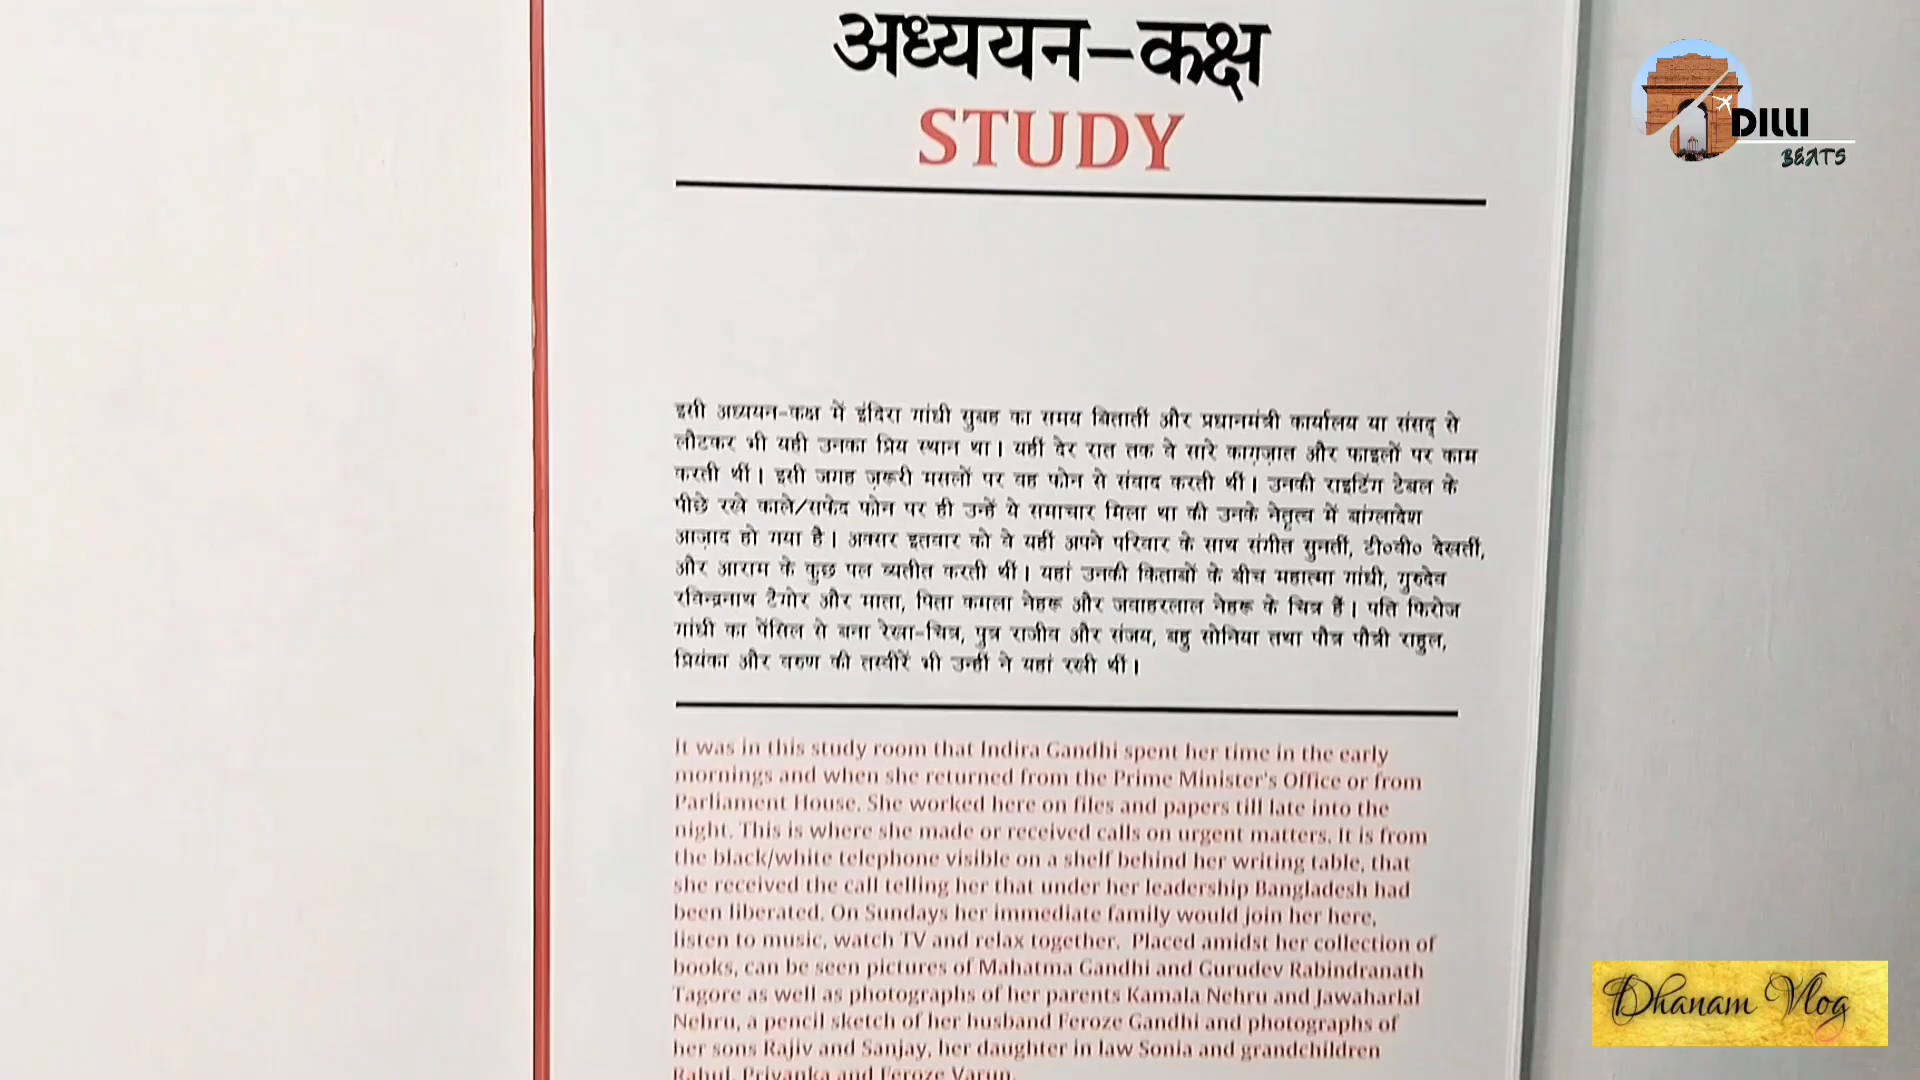 अध्ययन-कक्ष
STUDY
DILLI
BEATS
इसी अध्ययन-कक्ष में इंदिरा गांधी सुबह का समय बितातीं और प्रधानमंत्री कार्यालय या संसद् से
लौटकर भी यही उनका प्रिय स्थान था। यहीं देर रात तक वे सारे काग़ज़ात और फाइलों पर काम
करती थीं। इसी जगह ज़रूरी मसलों पर वह फोन से संवाद करती थीं। उनकी राइटिंग टेबल के
पीछे रखे काले/सफेद फोन पर ही उन्हें ये समाचार मिला था की उनके नेतृत्व में बांग्लादेश
आज़ाद हो गया है। अक्सर इतवार को वे यहीं अपने परिवार के साथ संगीत सुनतीं, टी०वी० देखतीं,
और आराम के कुछ पल व्यतीत करती थीं। यहां उनकी किताबों के बीच महात्मा गांधी, गुरुदेव
रविन्द्रनाथ टैगोर और माता, पिता कमला नेहरू और जवाहरलाल नेहरू के चित्र हैं। पति फिरोज
गांधी का पेंसिल से बना रेखा-चित्र, पुत्र राजीव और संजय, बहु सोनिया तथा पौत्र पौत्री राहुल,
प्रियंका और वरुण की तस्वीरें भी उन्हीं ने यहां रखी थीं।
It was in this study room that Indira Gandhi spent her time in the early
mornings and when she returned from the Prime Minister's Office or from
Parliament House. She worked here on files and papers till late into the
night. This is where she made or received calls on urgent matters. It is from
the black/white telephone visible on a shelf behind her writing table, that
she received the call telling her that under her leadership Bangladesh had
been liberated. On Sundays her immediate family would join her here,
listen to music, watch TV and relax together. Placed amidst her collection of
books, can be seen pictures of Mahatma Gandhi and Gurudev Rabindranath
Tagore as well as photographs of her parents Kamala Nehru and Jawaharlal
Nehru, a pencil sketch of her husband Feroze Gandhi and photographs of
her sons Rajiv and Sanjay, her daughter in law Sonia and grandchildren
Rahul, Priyanka and Feroze Varun.
Dhanam Vlog